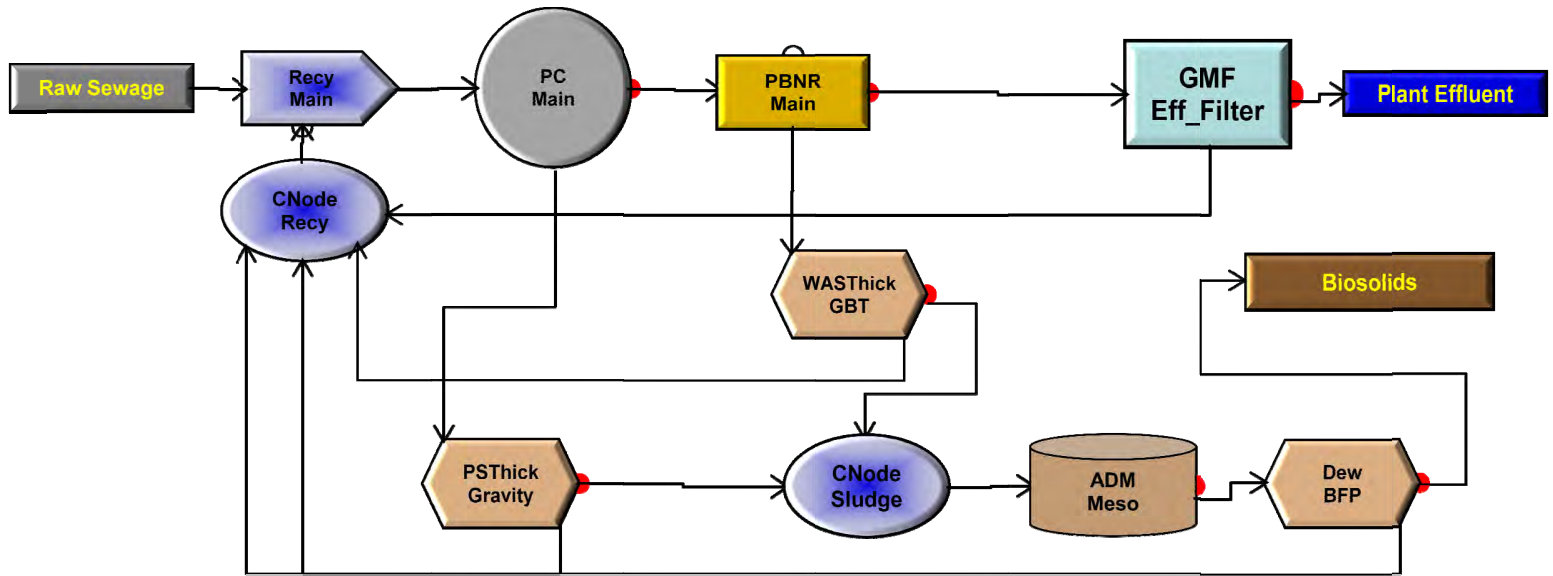 Raw Sewage
Recy
Main
PC
Main
PBNR
Main
GMF
Eff_Filter
Plant Effluent
CNode
Recy
WASThick
GBT
Biosolids
PSThick
Gravity
CNode
Sludge
ADM
Meso
Dew
BFP